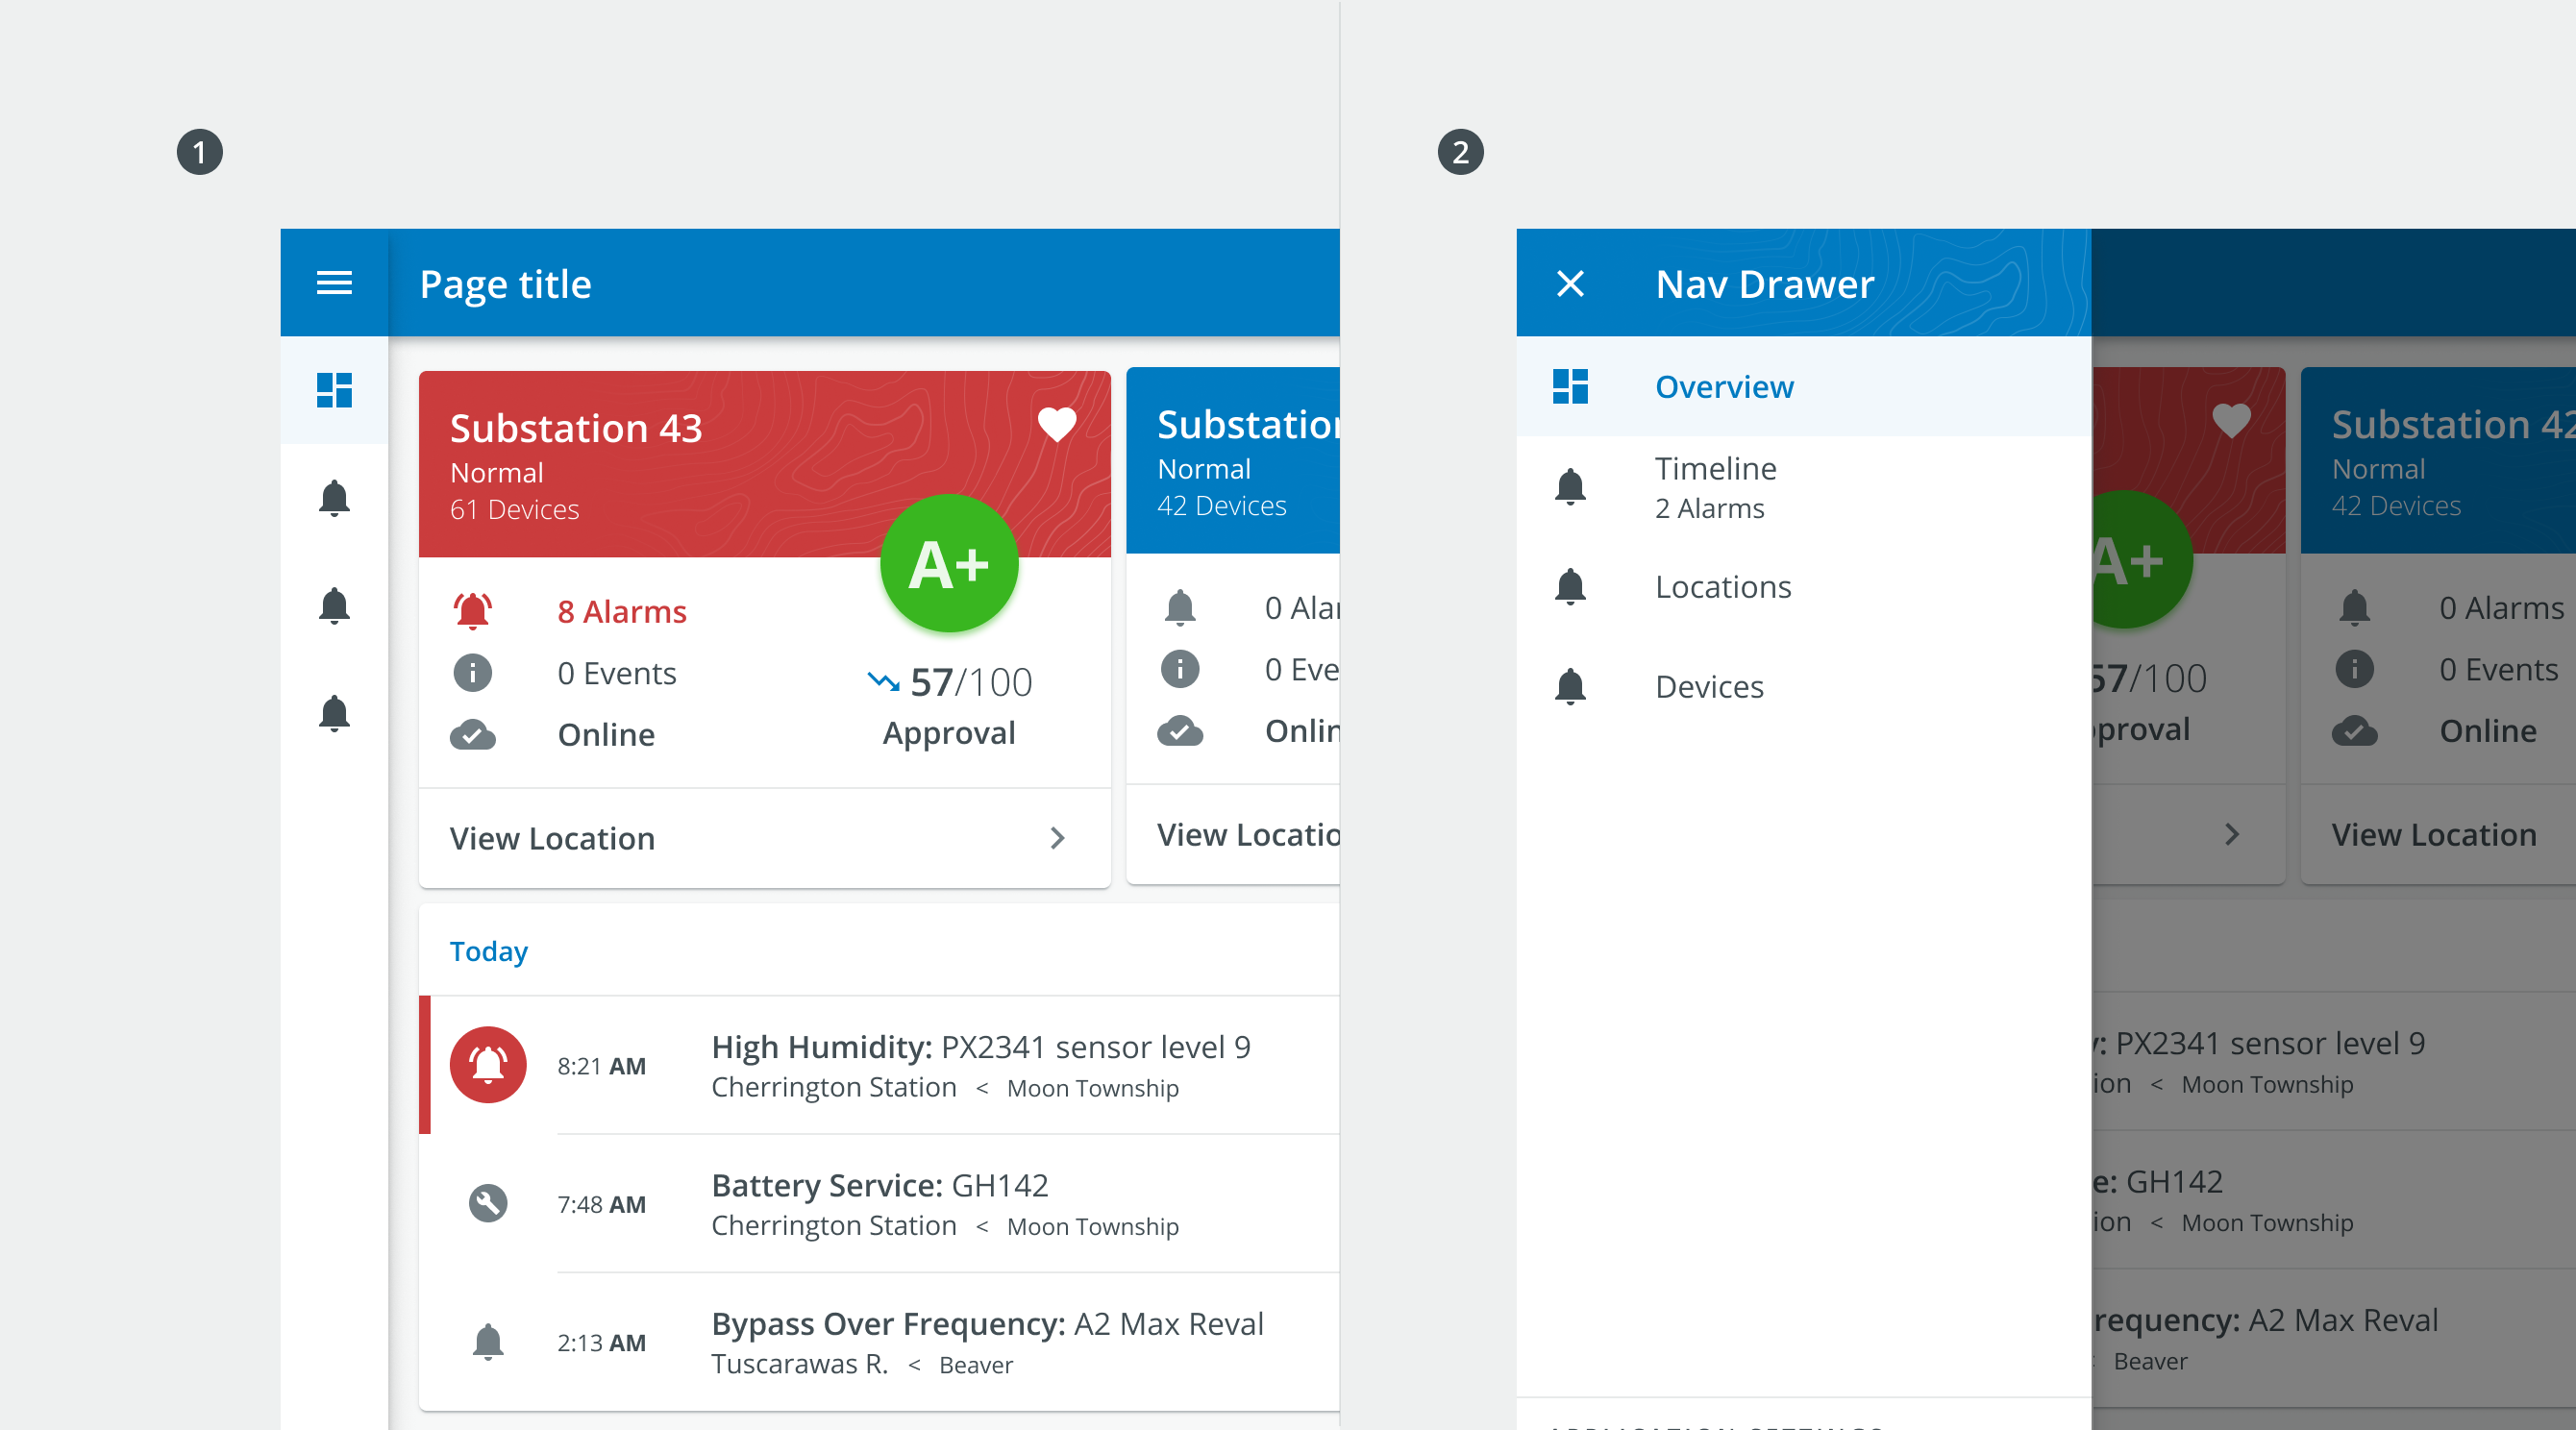 1
Page title
Substation 43
Normal
61 Devices
A+
8 Alarms
0 Events
57/100
Online
Approval
View Location
Substation
Normal
42 Devices
0 Alar
0 Eve
Onlin
View Locatio
Today
8:21 AM
High Humidity: PX2341 sensor level 9
Cherrington Station < Moon Township
7:48 AM
Battery Service: GH142
Cherrington Station < Moon Township
2:13 AM
Bypass Over Frequency: A2 Max Reval
Tuscarawas R. < Beaver
2
Nav Drawer
Overview
Timeline
2 Alarms
Locations
Devices
APPLICATION SETTINGS
A+
57/100
pproval
Substation 42
Normal
42 Devices
0 Alarms
0 Events
Online
View Location
y: PX2341 sensor level 9
ion < Moon Township
e: GH142
ion < Moon Township
requency: A2 Max Reval
Beaver